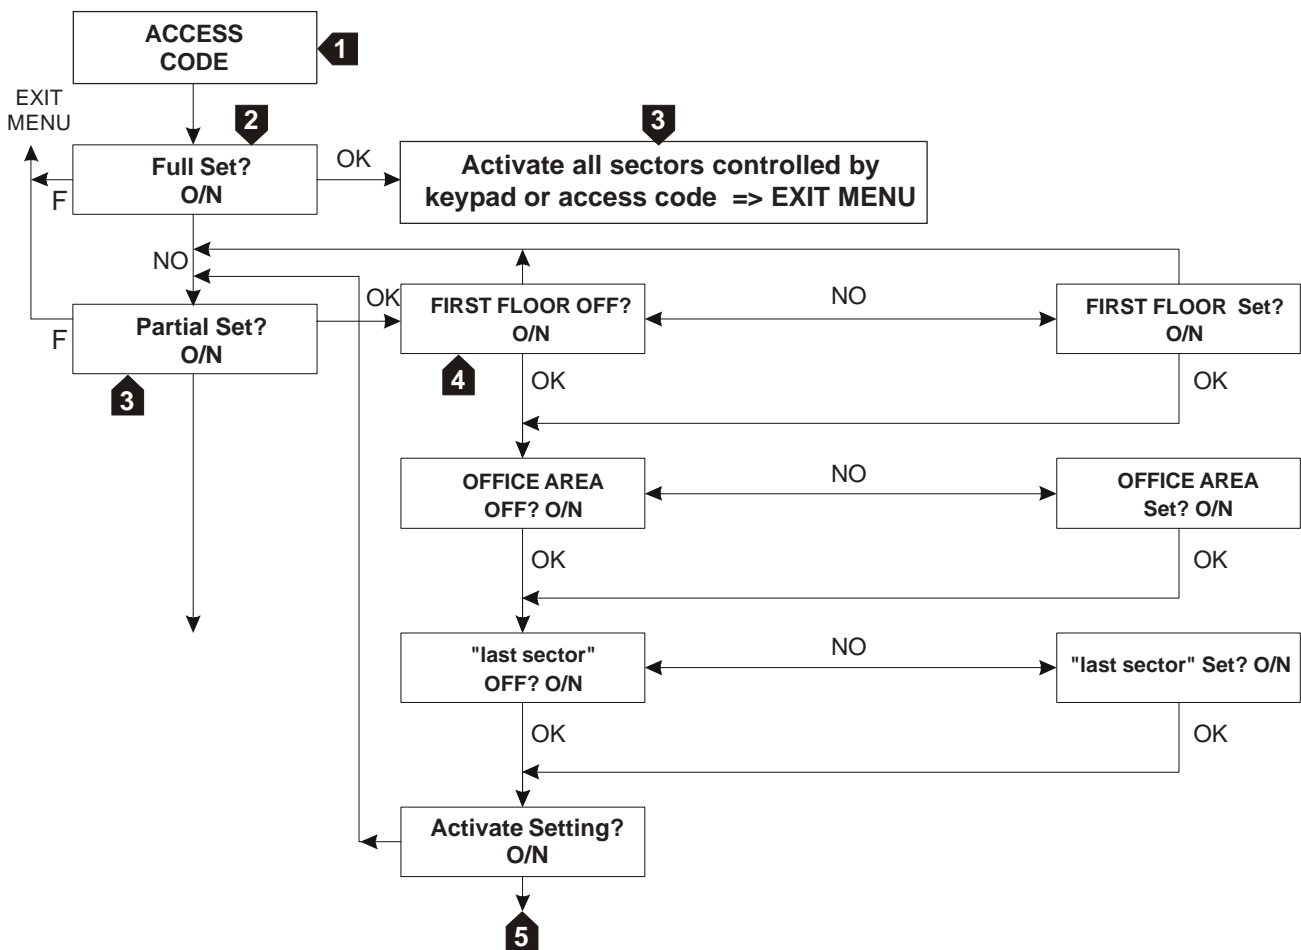 ACCESS
CODE
1
EXIT
MENU
2
3
Full Set?
O/N
OK
Activate all sectors controlled by
keypad or access code => EXIT MENU
F
NO
OK
FIRST FLOOR OFF?
O/N
NO
FIRST FLOOR Set?
O/N
Partial Set?
O/N
F
3
4
OK
OK
OFFICE AREA
OFF? O/N
NO
OFFICE AREA
Set? O/N
OK
OK
"last sector"
OFF? O/N
NO
"last sector" Set? O/N
OK
OK
Activate Setting?
O/N
5